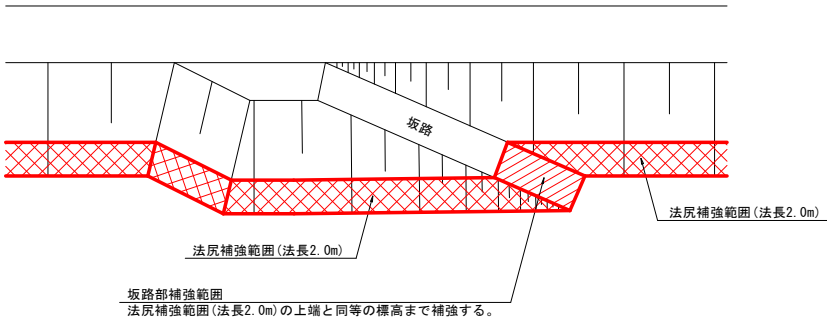 坂路
法尻補強範囲(法長2.0m)
法尻補強範囲(法長2.0m)
坂路部補強範囲
法尻補強範囲(法長2.0m)の上端と同等の標高まで補強する。